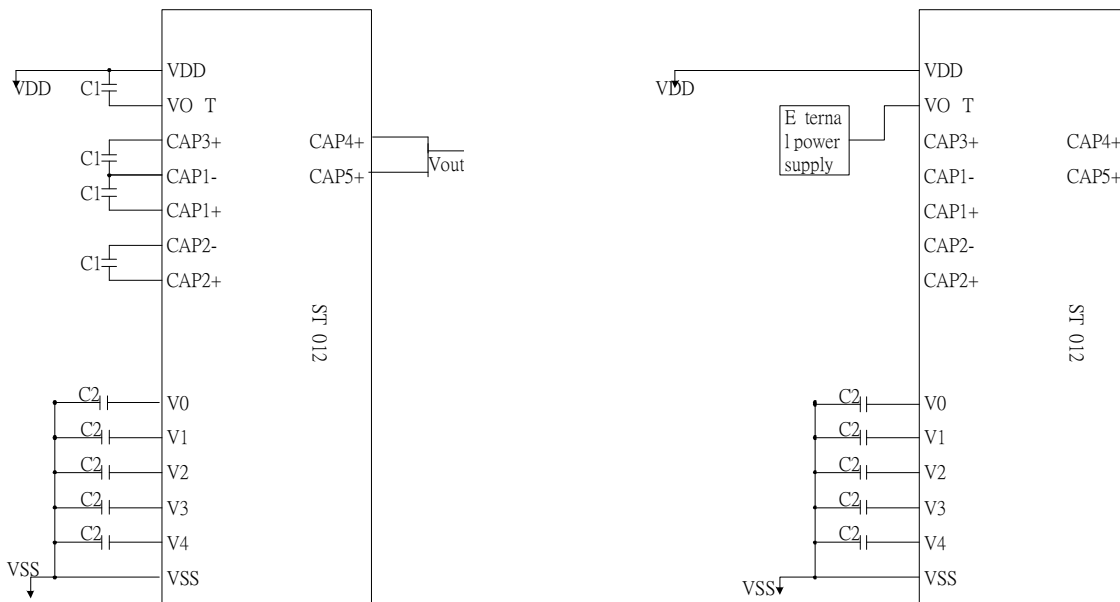 VDD
VDD
C1
VO T
C1
CAP3+
CAP4+
Vout
CAP1-
CAP5+
C1
CAP1+
CAP2-
C1
CAP2+
ST 012
C2
V0
C2
V1
C2
V2
C2
V3
C2
V4
VSS
VSS
VDD
VDD
VO T
E terna
l power
supply
CAP3+
CAP4+
CAP1-
CAP5+
CAP1+
CAP2-
CAP2+
ST 012
C2
V0
C2
V1
C2
V2
C2
V3
C2
V4
VSS
VSS